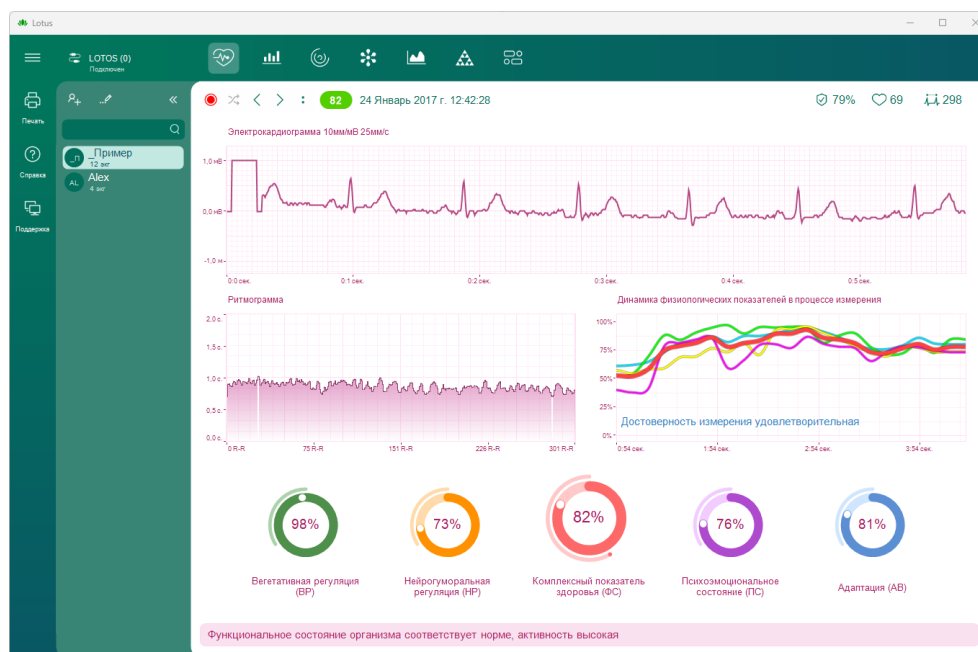 Lotus
LOTOS (0)
Подключен
Печать
Справка
Поддержка
_П
_Пример
12 экг
AL
Alex
4 экг
82
24 Январь 2017 г. 12:42:28
79%
69
298
Электрокардиограмма 10мм/мВ 25мм/с
1,0 мВ
0,0 мВ
-1,0 м
0:0 сек.
0:1 сек.
0:2 сек.
0:3 сек.
0:4 сек.
0:5 сек.
Ритмограмма
2.0 с.
1.5 с.
1.0 с.
0.5 с.
0.0 с.
0 R-R
75 R-R
151 R-R
226 R-R
301 R-R
Динамика физиологических показателей в процессе измерения
100%
75%
50%
25%
0%
Достоверность измерения удовлетворительная
0:54 сек.
1:54 сек.
2:54 сек.
3:54 сек.
98%
73%
82%
76%
81%
Вегетативная регуляция
(ВР)
Нейрогуморальная
регуляция (НР)
Комплексный показатель
здоровья (ФС)
Психоэмоциональное
состояние (ПС)
Адаптация (АВ)
Функциональное состояние организма соответствует норме, активность высокая